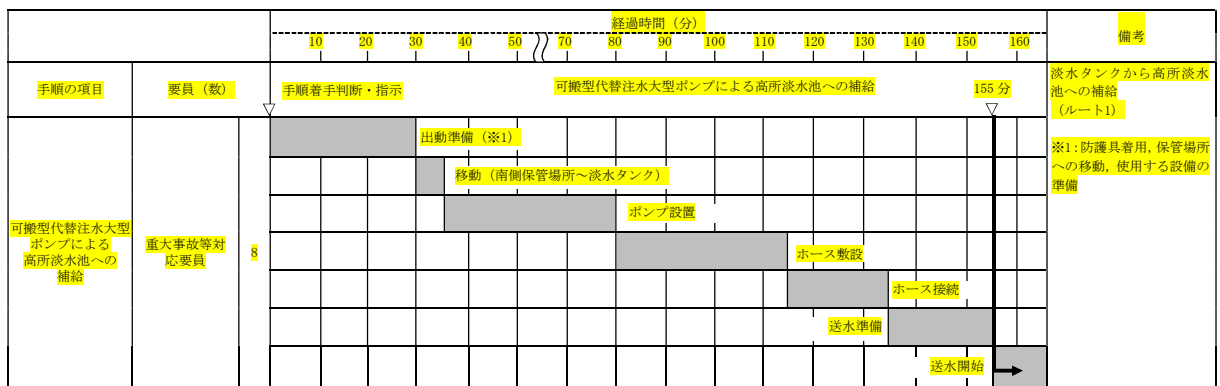 経過時間（分）
備考
10 20 30 40 50 70 80 90 100 110 120 130 140 150 160
手順の項目
要員（数）
手順着手判断・指示
可搬型代替注水大型ポンプによる高所淡水池への補給
155 分
淡水タンクから高所淡水
池への補給
（ルート1）
※1：防護具着用，保管場所
への移動，使用する設備の
準備
可搬型代替注水大型
ポンプによる
高所淡水池への
補給
重大事故等対
応要員
8
出動準備（※1）
移動（南側保管場所～淡水タンク）
ポンプ設置
ホース敷設
ホース接続
送水準備
送水開始